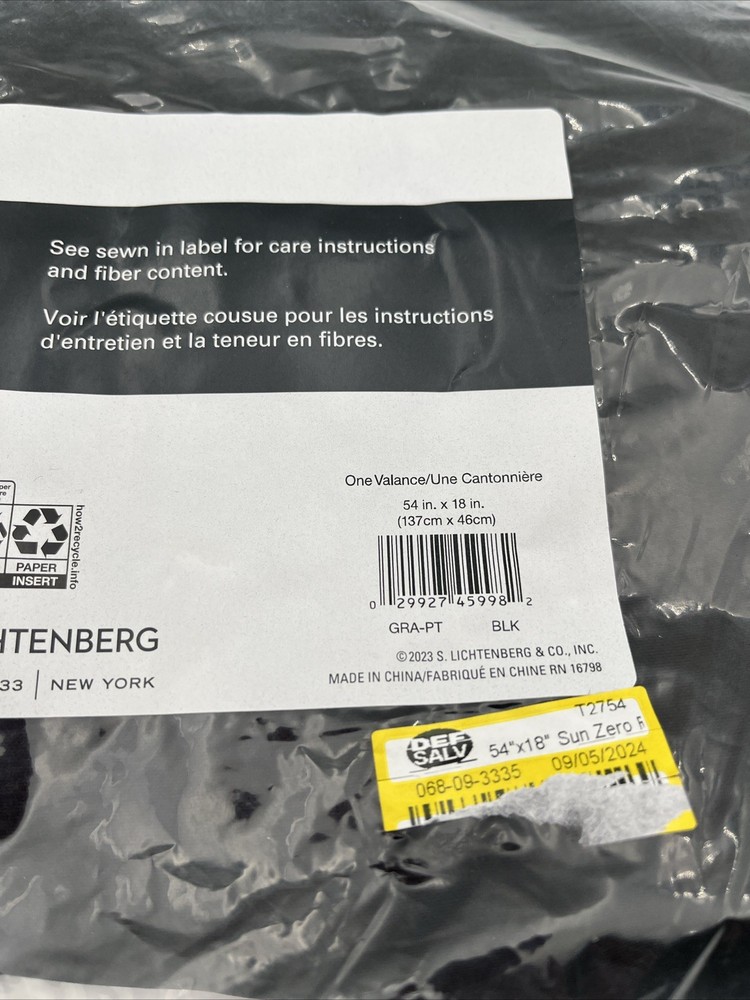 See sewn in label for care instructions
and fiber content.
Voir l'étiquette cousue pour les instructions
d'entretien et la teneur en fibres.
One Valance/Une Cantonnière
54 in. x 18 in.
(137cm x 46cm)
0 29927 45998 2
GRA-PT BLK
©2023 S. LICHTENBERG & CO., INC.
MADE IN CHINA/FABRIQUÉ EN CHINE RN 16798
PAPER
INSERT
how2recycle.info
HTENBERG
33 | NEW YORK
T2754
DEF
SALV
54"x18" Sun Zero
068-09-3335 09/05/2024